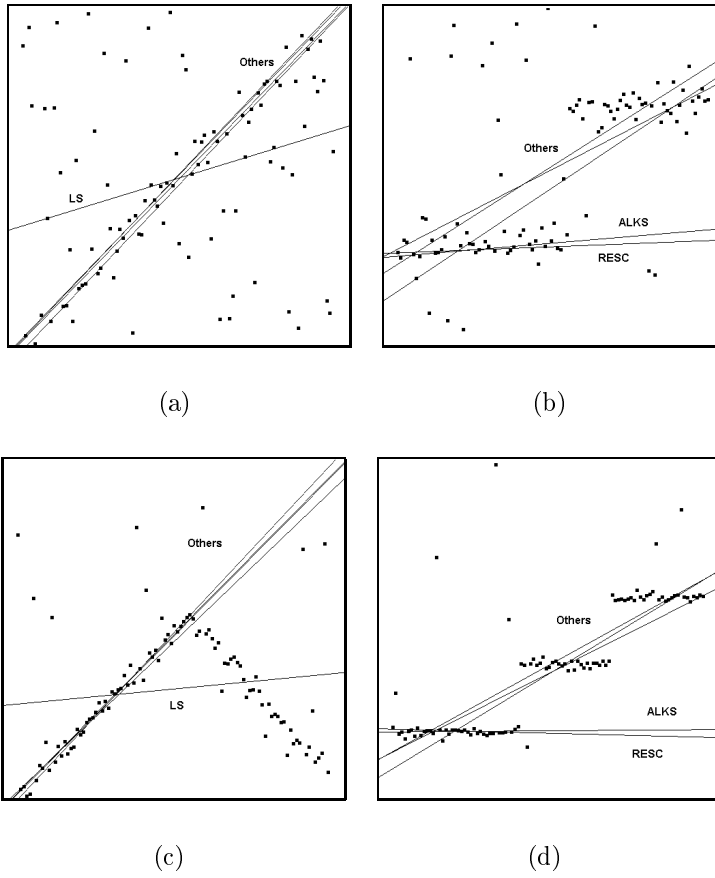 Others
LS
(a)
Others
ALKS
RESC
(b)
Others
LS
(c)
Others
ALKS
RESC
(d)